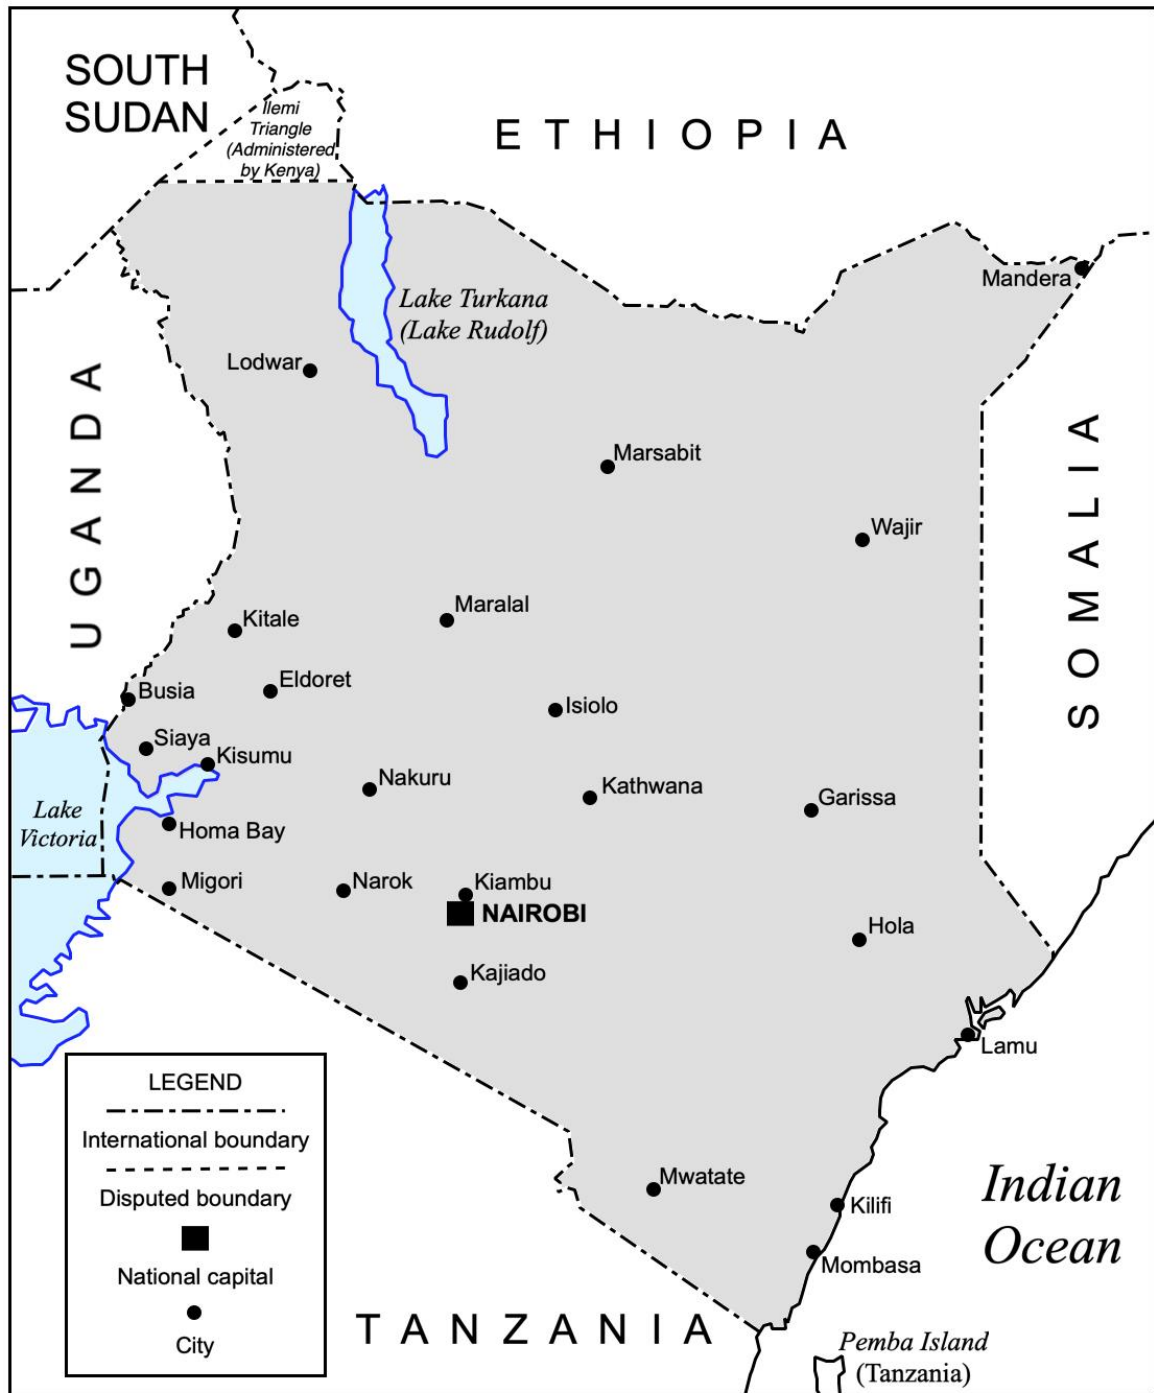 SOUTH
SUDAN
Ilemi
Triangle
(Administered
by Kenya)
ETHIOPIA
Mandera
Lake Turkana
(Lake Rudolf)
Lodwar
UGANDA
SOMALIA
Marsabit
Wajir
Maralal
Kitale
Eldoret
Busia
Isiolo
Siaya
Kisumu
Nakuru
Kathwana
Garissa
Lake
Victoria
Homa Bay
Migori
Narok
Kiambu
NAIROBI
Hola
Kajiado
Lamu
LEGEND
International boundary
Disputed boundary
National capital
City
Mwatate
Kilifi
Mombasa
Indian
Ocean
TANZANIA
Pemba Island
(Tanzania)